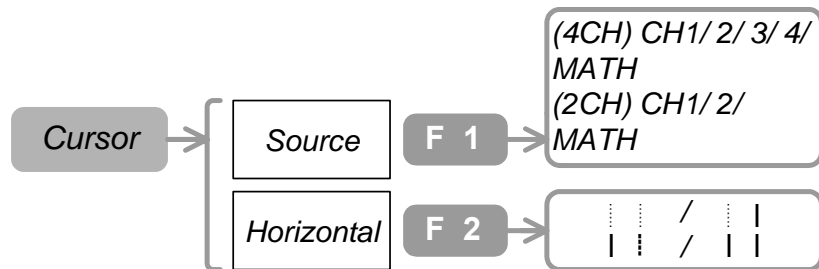 (4CH) CH1/ 2/ 3/ 4/
MATH
(2CH) CH1/ 2/
MATH
Cursor
Source
F 1
Horizontal
F 2
/
/